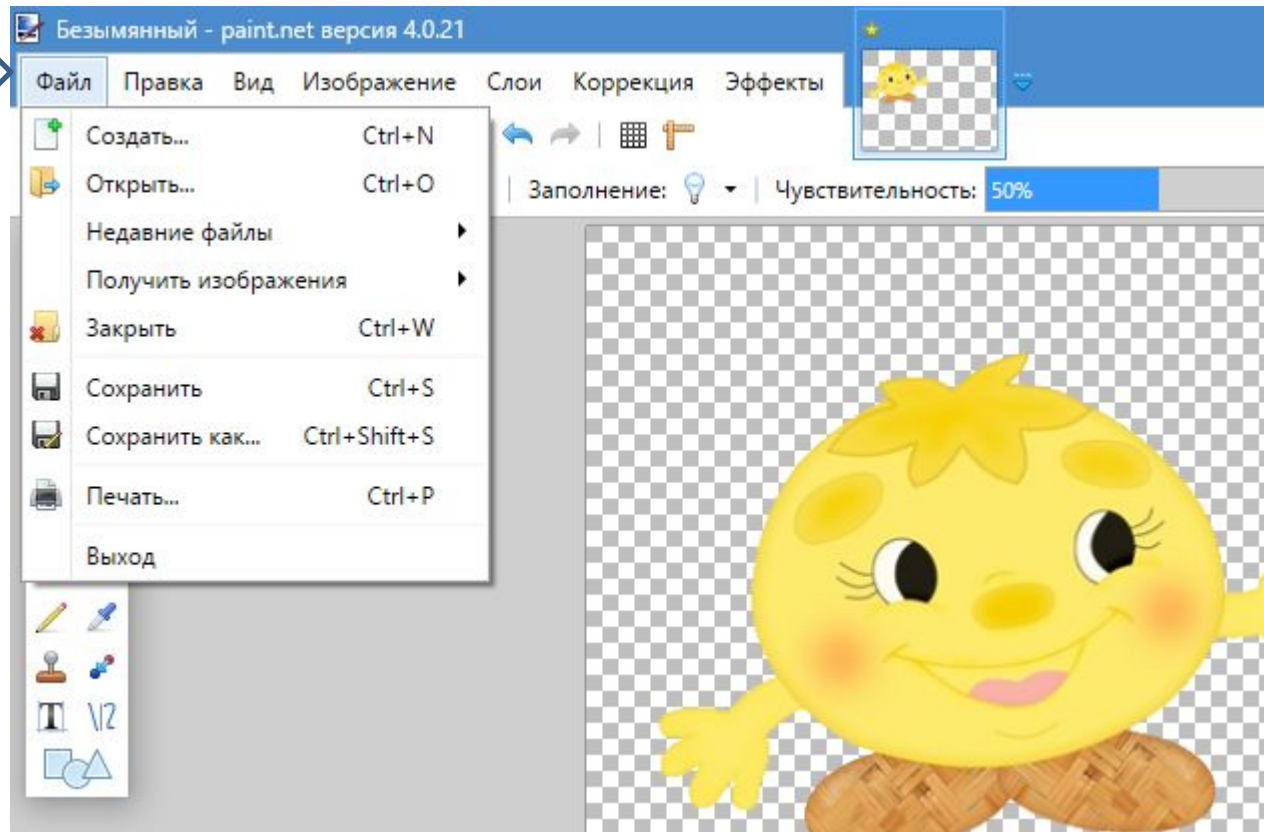 Безымянный - paint.net версия 4.0.21
Файл Правка Вид Изображение Слои Коррекция Эффекты
Создать... Ctrl+N
Открыть... Ctrl+O
Заполнение: Чувствительность: 50%
Недавние файлы
Получить изображения
Закрыть Ctrl+W
Сохранить Ctrl+S
Сохранить как... Ctrl+Shift+S
Печать... Ctrl+P
Выход